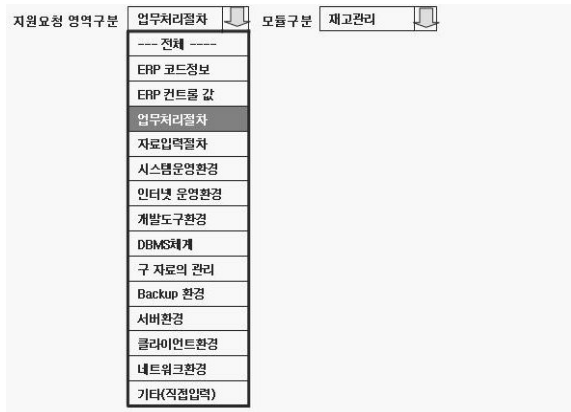 지원요청 영역구분 업무처리절차 모듈구분 재고관리
--- 전체 ----
ERP 코드정보
ERP 컨트롤 값
업무처리절차
자료입력절차
시스템운영환경
인터넷 운영환경
개발도구환경
DBMS체계
구 자료의 관리
Backup 환경
서버환경
클라이언트환경
네트워크환경
기타(직접입력)